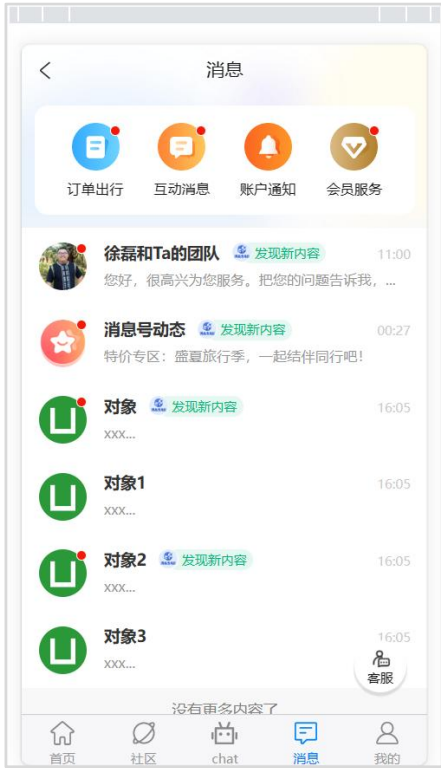 消息
订单出行 互动消息 账户通知 会员服务
徐磊和Ta的团队 发现新内容 11:00
您好，很高兴为您服务。把您的问题告诉我，...
消息号动态 发现新内容 00:27
特价专区：盛夏旅行季，一起结伴同行吧！
对象 发现新内容 16:05
xxx...
对象1 16:05
xxx...
对象2 发现新内容 16:05
xxx...
对象3 16:05
xxx...
客服
没有更多内容了
首页 社区 chat 消息 我的